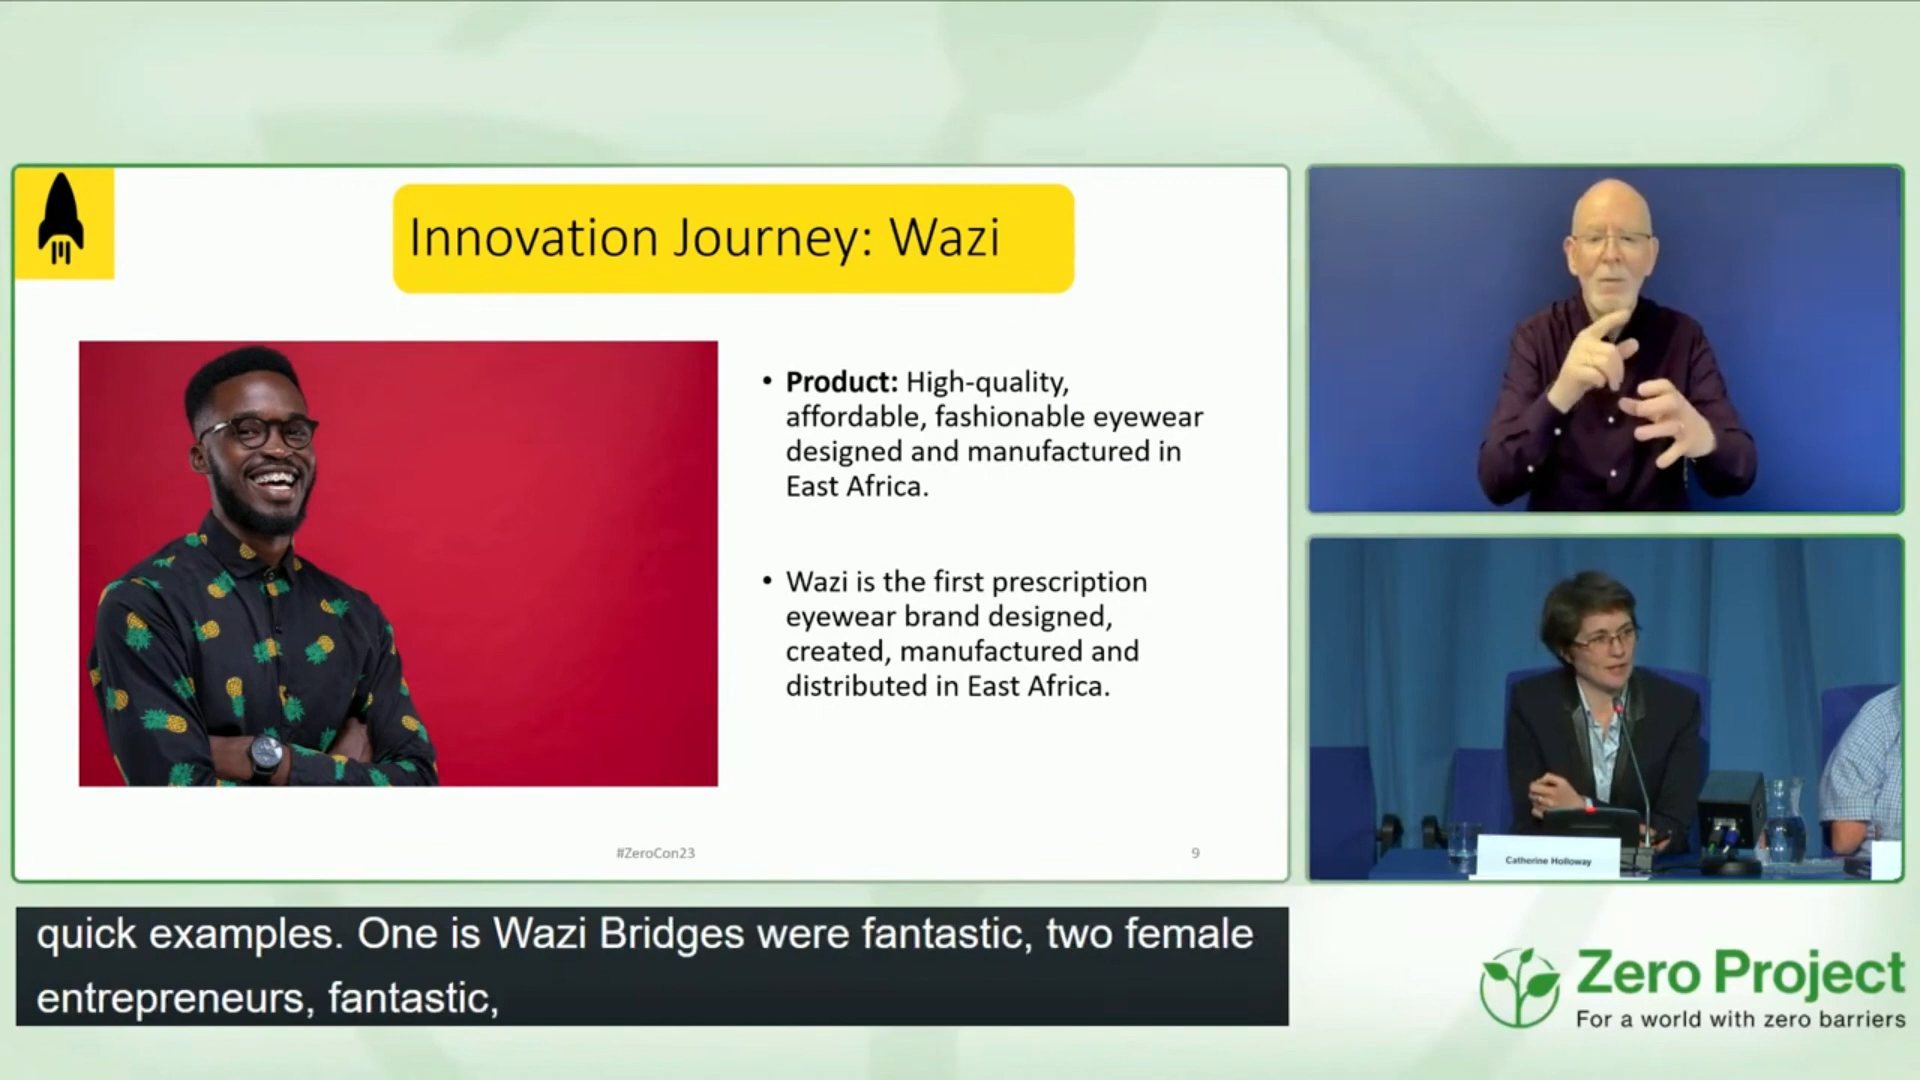 Innovation Journey: Wazi
• Product: High-quality,
affordable, fashionable eyewear
designed and manufactured in
East Africa.
• Wazi is the first prescription
eyewear brand designed,
created, manufactured and
distributed in East Africa.
#ZeroCon23
9
Catherine Holloway
quick examples. One is Wazi Bridges were fantastic, two female
entrepreneurs, fantastic,
Zero Project
For a world with zero barriers